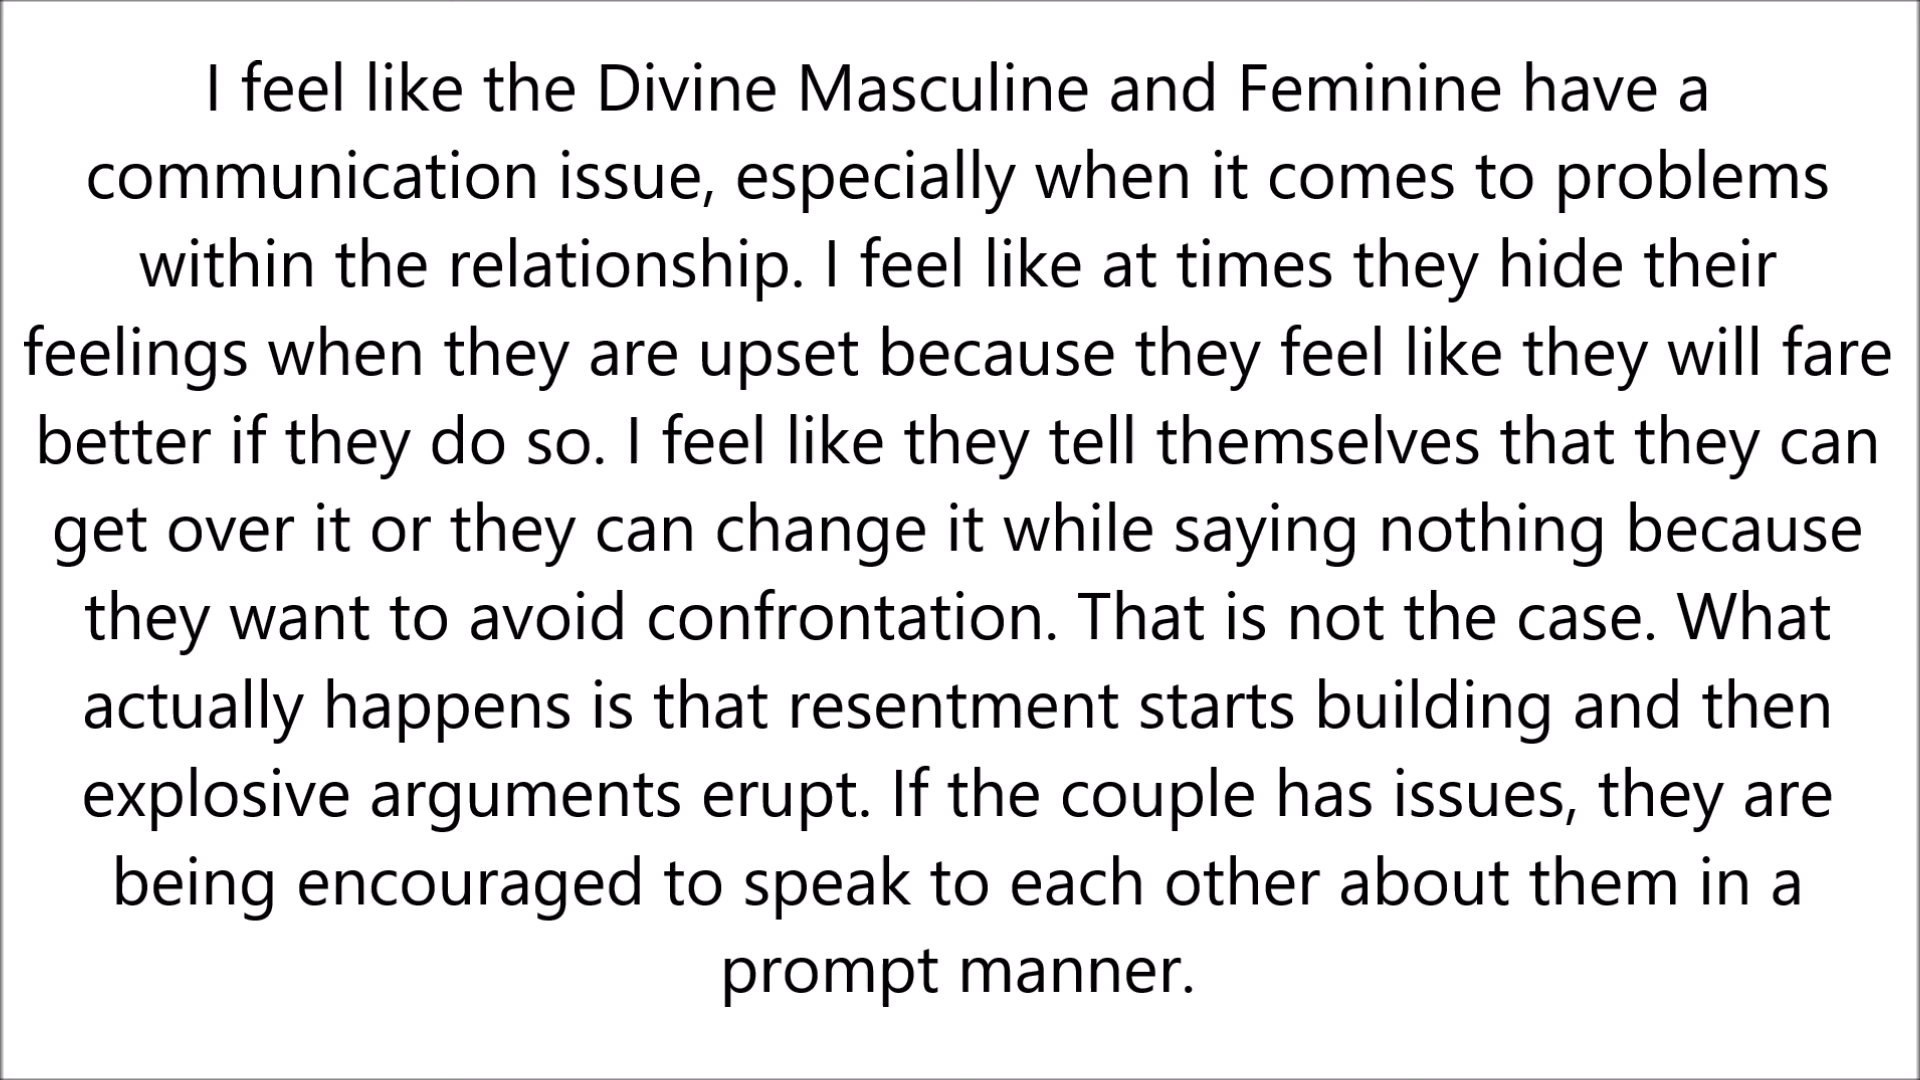 I feel like the Divine Masculine and Feminine have a
communication issue, especially when it comes to problems
within the relationship. I feel like at times they hide their
feelings when they are upset because they feel like they will fare
better if they do so. I feel like they tell themselves that they can
get over it or they can change it while saying nothing because
they want to avoid confrontation. That is not the case. What
actually happens is that resentment starts building and then
explosive arguments erupt. If the couple has issues, they are
being encouraged to speak to each other about them in a
prompt manner.